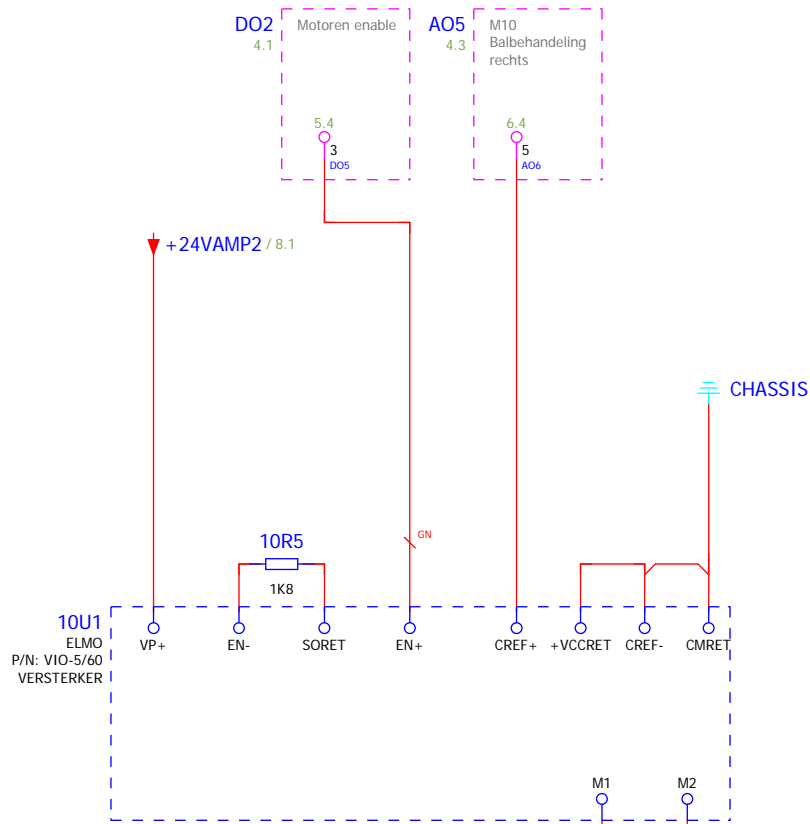 DO2
4.1
Motoren enable
5.4
3
DO5
AO5
4.3
M10
Balbehandeling
rechts
6.4
5
AO6
+24VAMP2 / 8.1
CHASSIS
GN
10R5
1K8
10U1
ELMO
P/N: VIO-5/60
VERSTERKER
VP+ EN- SORET EN+ CREF+ +VCCRET CREF- CMRET
M1 M2